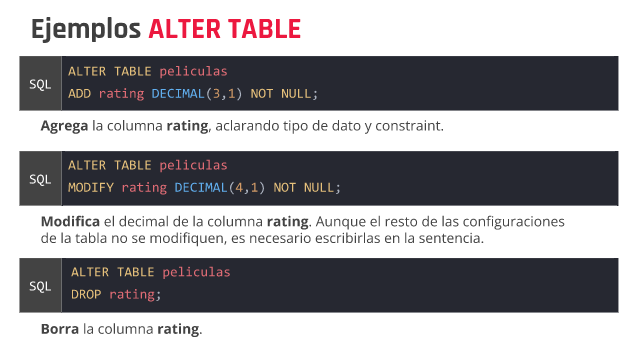 Ejemplos ALTER TABLE
SQL
ALTER TABLE peliculas
ADD rating DECIMAL(3,1) NOT NULL;
Agrega la columna rating, aclarando tipo de dato y constraint.
SQL
ALTER TABLE peliculas
MODIFY rating DECIMAL(4,1) NOT NULL;
Modifica el decimal de la columna rating. Aunque el resto de las configuraciones
de la tabla no se modifiquen, es necesario escribirlas en la sentencia.
SQL
ALTER TABLE peliculas
DROP rating;
Borra la columna rating.